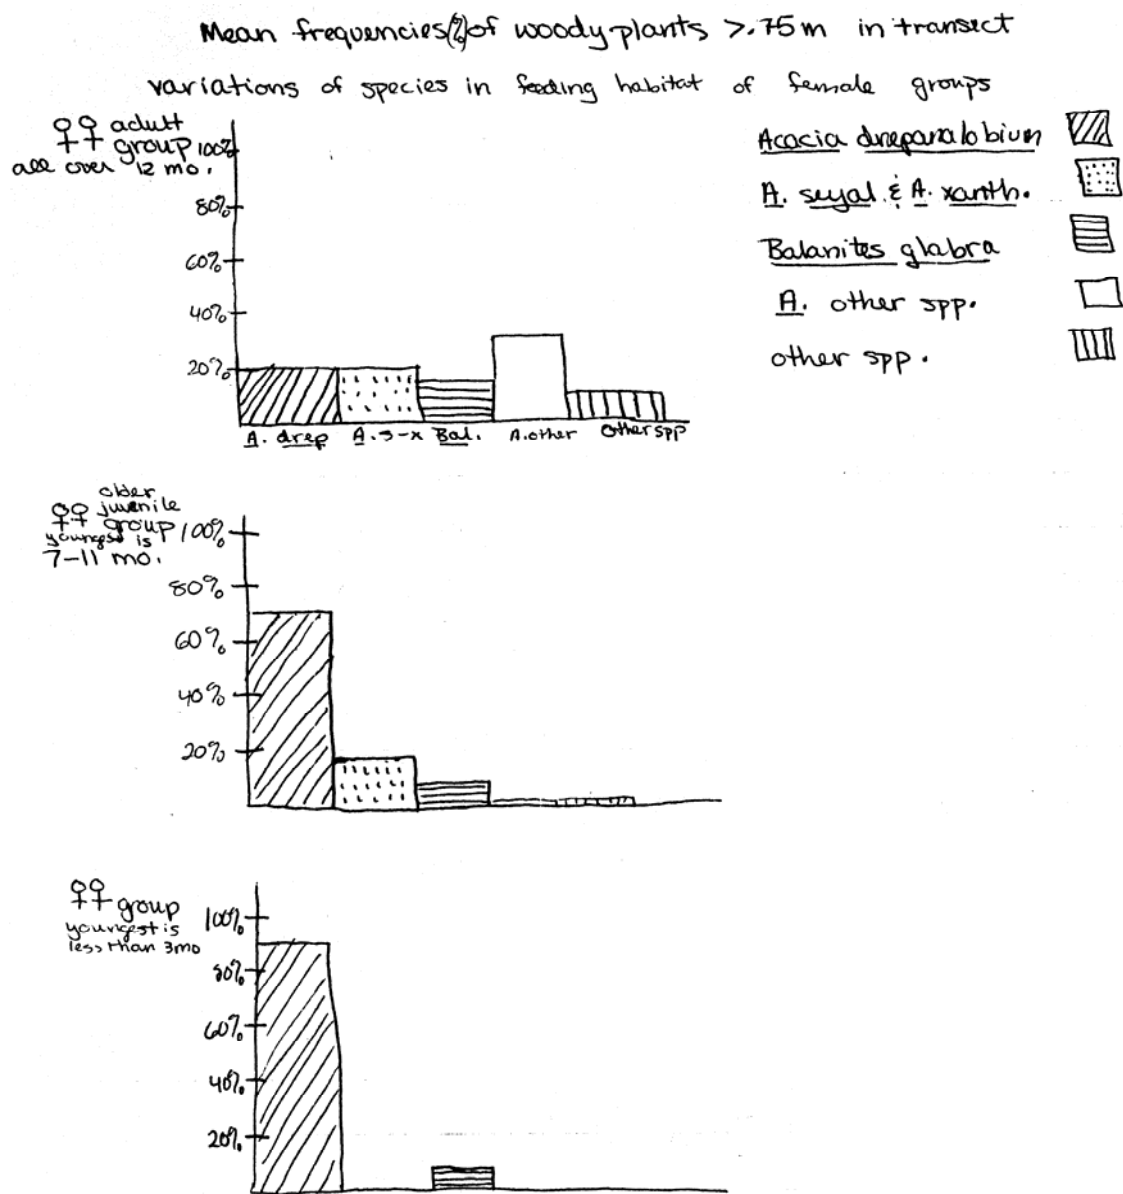 Mean frequencies(%) of woody plants >.75m in transect
variations of species in feeding habitat of female groups
♀♀ adult
group
all over 12 mo.
100%
80%
60%
40%
20%
A. drep A. s-x Bal. A. other Other spp
Acacia drepanalobium
A. seyal. & A. xanth.
Balanites glabra
A. other spp.
other spp.
♀♀ older
juvenile
group
youngest is
7-11 mo.
100%
80%
60%
40%
20%
♀♀ group
youngest is
less than 3mo
100%
80%
60%
40%
20%